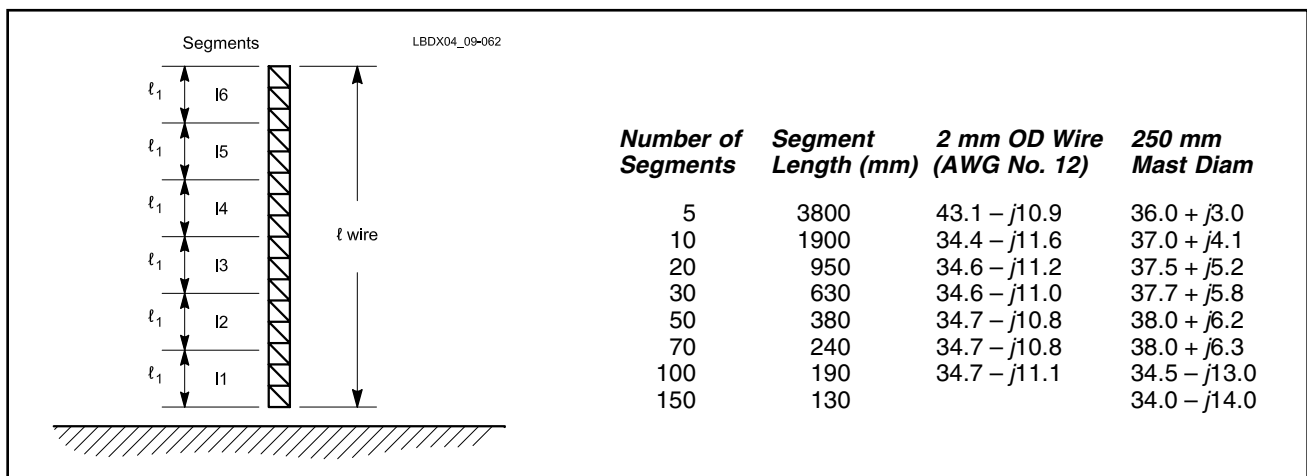 Segments
LBDX04_09-062
ℓ1 I6
ℓ1 I5
ℓ1 I4
ℓ1 I3
ℓ1 I2
ℓ1 I1
ℓ wire
Number of Segments Segment Length (mm) 2 mm OD Wire (AWG No. 12) 250 mm Mast Diam
5 3800 43.1 – j10.9 36.0 + j3.0
10 1900 34.4 – j11.6 37.0 + j4.1
20 950 34.6 – j11.2 37.5 + j5.2
30 630 34.6 – j11.0 37.7 + j5.8
50 380 34.7 – j10.8 38.0 + j6.2
70 240 34.7 – j10.8 38.0 + j6.3
100 190 34.7 – j11.1 34.5 – j13.0
150 130 34.0 – j14.0